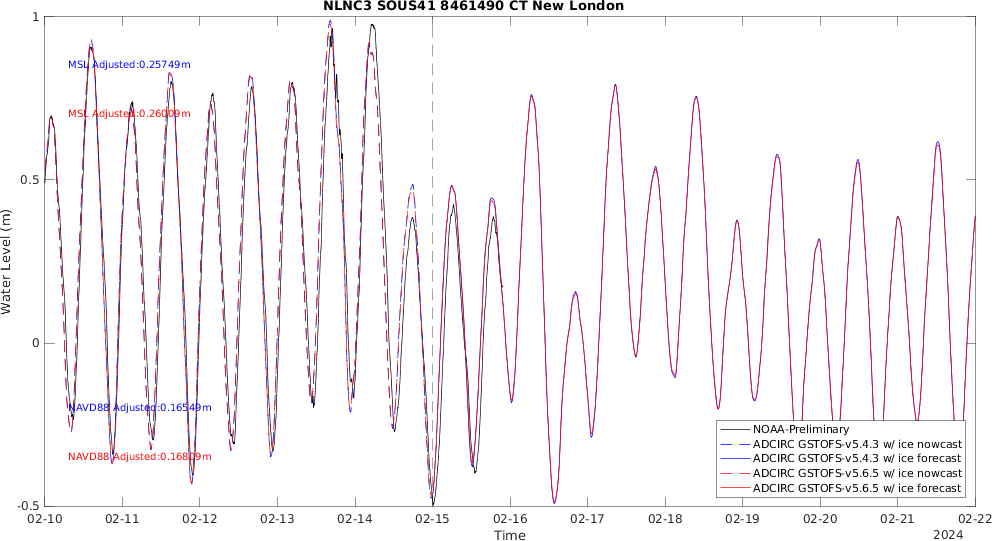 NLNC3 SOUS41 8461490 CT New London
1
MSL Adjusted:0.25749m
MSL Adjusted:0.26009m
0.5
Water Level (m)
0
NAVD88 Adjusted:0.16549m
NAVD88 Adjusted:0.16809m
-0.5
NOAA-Preliminary
ADCIRC GSTOFS-v5.4.3 w/ ice nowcast
ADCIRC GSTOFS-v5.4.3 w/ ice forecast
ADCIRC GSTOFS-v5.6.5 w/ ice nowcast
ADCIRC GSTOFS-v5.6.5 w/ ice forecast
02-10 02-11 02-12 02-13 02-14 02-15 02-16 02-17 02-18 02-19 02-20 02-21 02-22
Time
2024